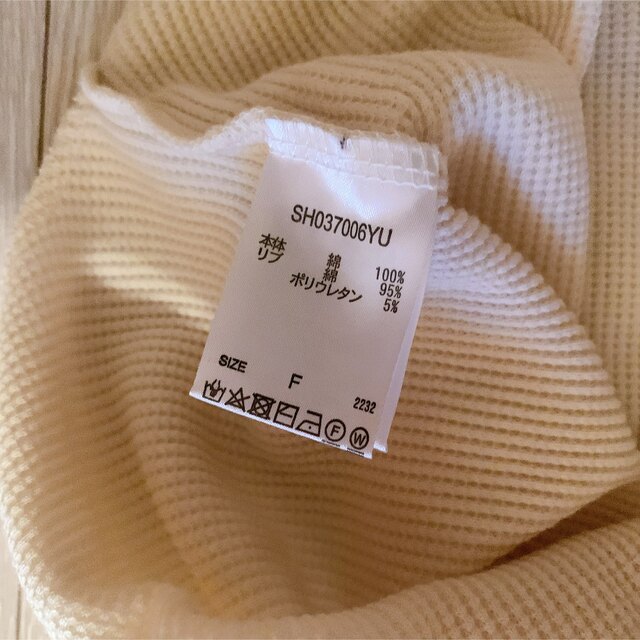 SH037006YU
本体 綿 100%
リブ 綿 95%
ポリウレタン 5%
SIZE F 2232
F W